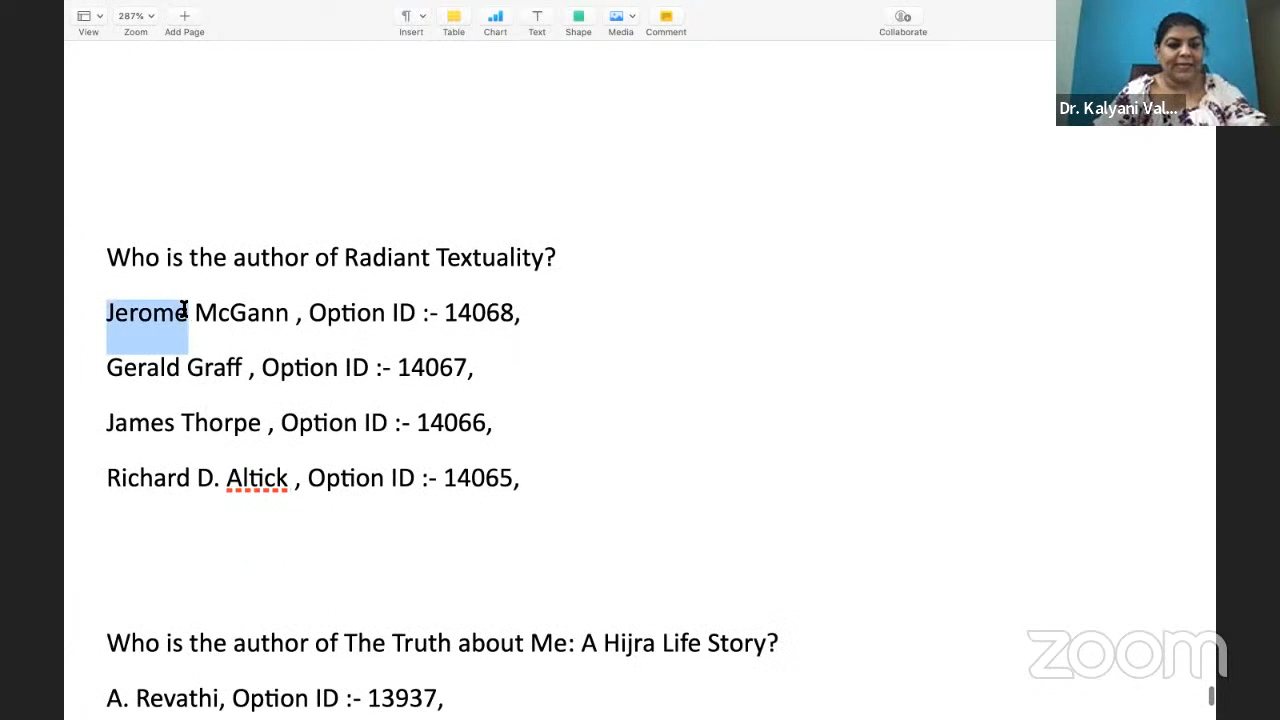 View
287%
Zoom
Add Page
Insert
Table
Chart
Text
Shape
Media
Comment
Collaborate
Dr. Kalyani Val...
Who is the author of Radiant Textuality?
Jerome McGann , Option ID :- 14068,
Gerald Graff , Option ID :- 14067,
James Thorpe , Option ID :- 14066,
Richard D. Altick , Option ID :- 14065,
Who is the author of The Truth about Me: A Hijra Life Story?
A. Revathi, Option ID :- 13937,
zoom